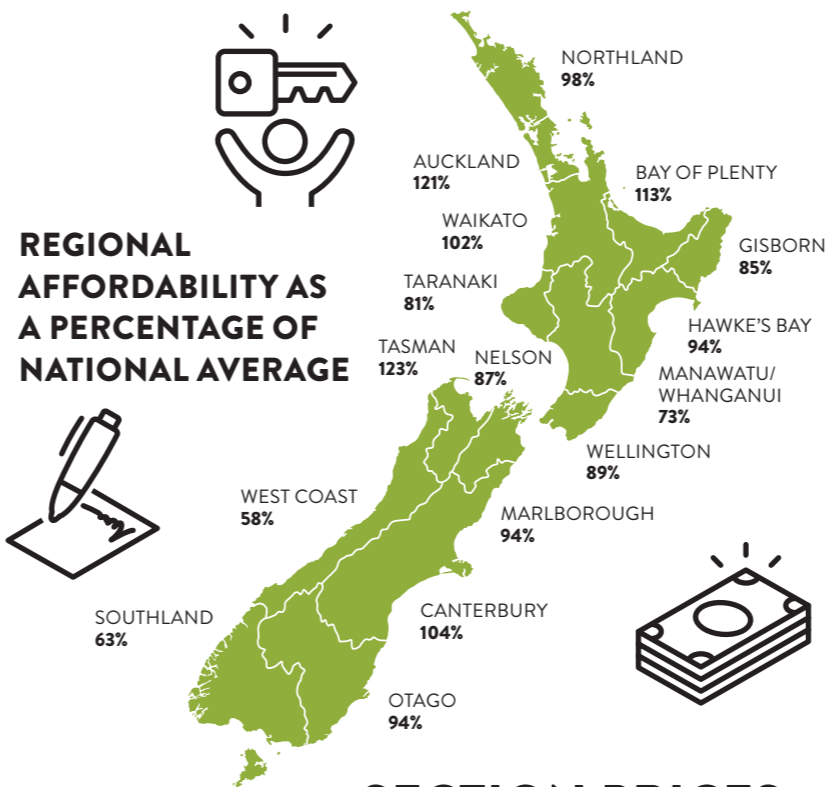 NORTHLAND
98%
AUCKLAND
121%
BAY OF PLENTY
113%
WAIKATO
102%
GISBORN
85%
REGIONAL
AFFORDABILITY AS
A PERCENTAGE OF
NATIONAL AVERAGE
TARANAKI
81%
HAWKE'S BAY
94%
TASMAN
123%
NELSON
87%
MANAWATU/
WHANGANUI
73%
WELLINGTON
89%
WEST COAST
58%
MARLBOROUGH
94%
SOUTHLAND
63%
CANTERBURY
104%
OTAGO
94%
SECTION PRICES